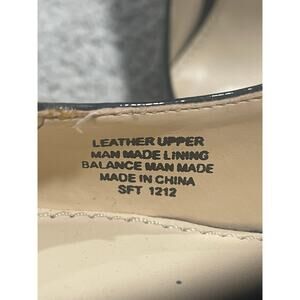 LEATHER UPPER
MAN MADE LINING
BALANCE MAN MADE
MADE IN CHINA
SFT 1212